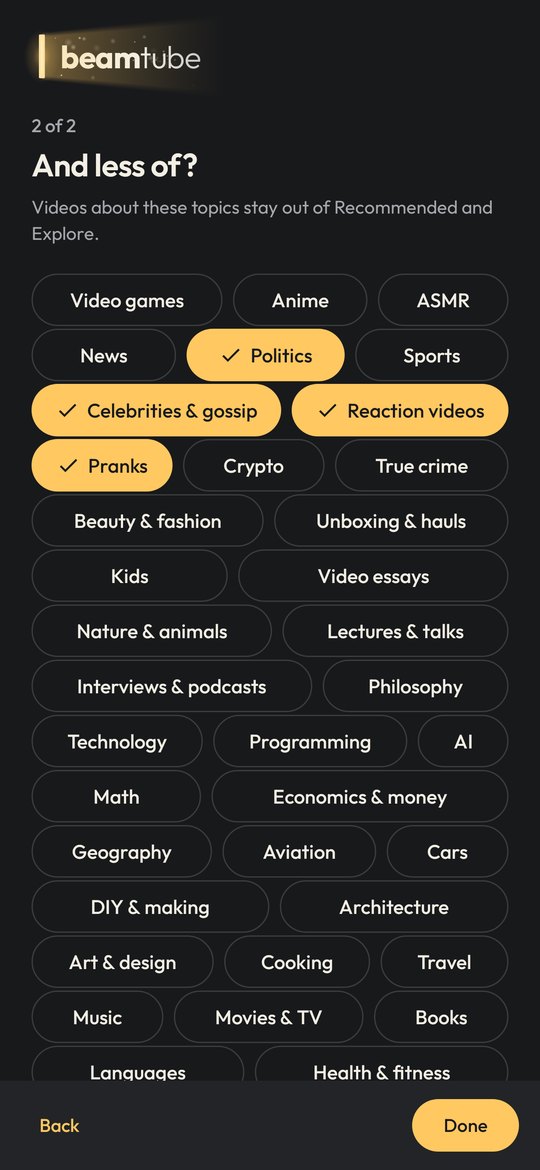 beamtube
2 of 2
And less of?
Videos about these topics stay out of Recommended and
Explore.
Video games Anime ASMR
News Politics Sports
Celebrities & gossip Reaction videos
Pranks Crypto True crime
Beauty & fashion Unboxing & hauls
Kids Video essays
Nature & animals Lectures & talks
Interviews & podcasts Philosophy
Technology Programming AI
Math Economics & money
Geography Aviation Cars
DIY & making Architecture
Art & design Cooking Travel
Music Movies & TV Books
Languages Health & fitness
Back Done